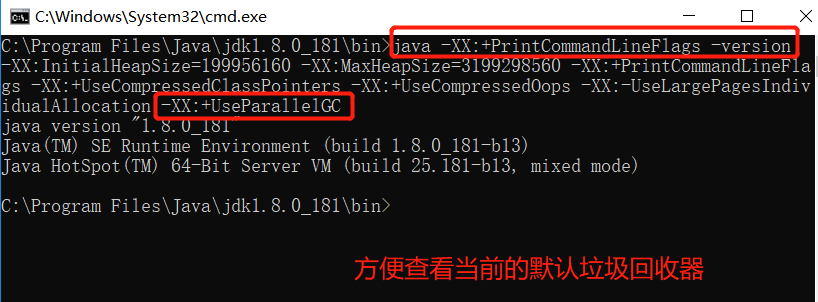 C:\Windows\System32\cmd.exe
C:\Program Files\Java\jdk1.8.0_181\bin>java -XX:+PrintCommandLineFlags -version
-XX:InitialHeapSize=199956160 -XX:MaxHeapSize=3199298560 -XX:+PrintCommandLineFla
gs -XX:+UseCompressedClassPointers -XX:+UseCompressedOops -XX:-UseLargePagesIndiv
idualAllocation -XX:+UseParallelGC
java version "1.8.0_181"
Java(TM) SE Runtime Environment (build 1.8.0_181-b13)
Java HotSpot(TM) 64-Bit Server VM (build 25.181-b13, mixed mode)
C:\Program Files\Java\jdk1.8.0_181\bin>
方便查看当前的默认垃圾回收器